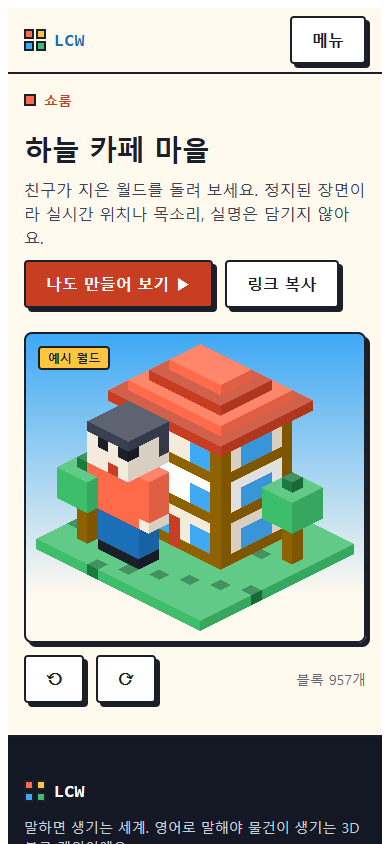 LCW
메뉴
쇼룸
하늘 카페 마을
친구가 지은 월드를 돌려 보세요. 정지된 장면이
라 실시간 위치나 목소리, 실명은 담기지 않아
요.
나도 만들어 보기 ▶
링크 복사
예시 월드
블록 957개
LCW
말하면 생기는 세계. 영어로 말해야 물건이 생기는 3D